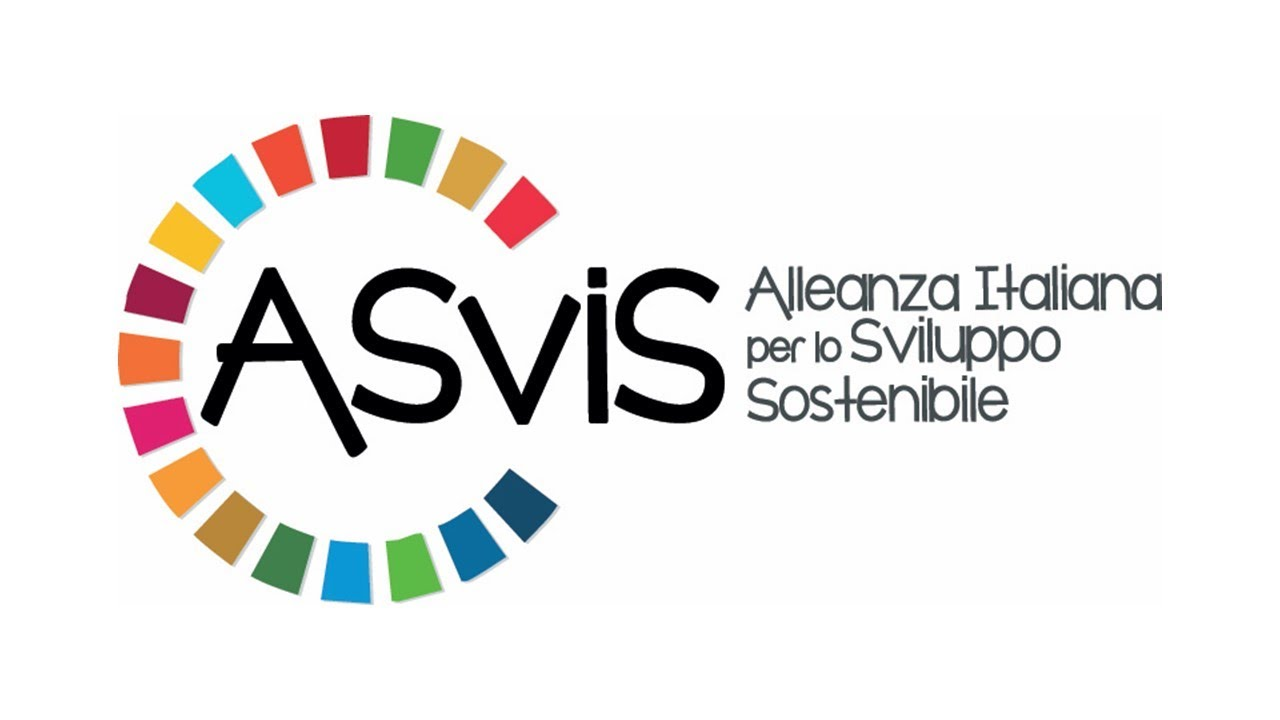 ASviS
Alleanza Italiana
per lo Sviluppo
Sostenibile